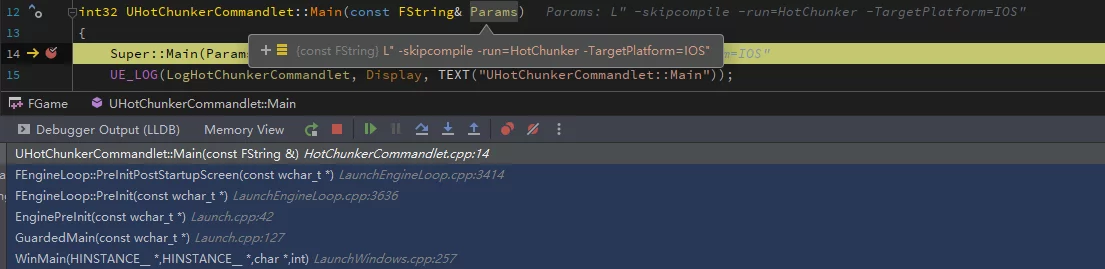 12 int32 UHotChunkerCommandlet::Main(const FString& Params) Params: L" -skipcompile -run=HotChunker -TargetPlatform=IOS"
13 {
14 Super::Main(Params
{const FString} L" -skipcompile -run=HotChunker -TargetPlatform=IOS"
=IOS"
15 UE_LOG(LogHotChunkerCommandlet, Display, TEXT("UHotChunkerCommandlet::Main"));
FGame UHotChunkerCommandlet::Main
Debugger Output (LLDB) Memory View
UHotChunkerCommandlet::Main(const FString &) HotChunkerCommandlet.cpp:14
FEngineLoop::PreInitPostStartupScreen(const wchar_t *) LaunchEngineLoop.cpp:3414
FEngineLoop::PreInit(const wchar_t *) LaunchEngineLoop.cpp:3636
EnginePreInit(const wchar_t *) Launch.cpp:42
GuardedMain(const wchar_t *) Launch.cpp:127
WinMain(HINSTANCE__ *,HINSTANCE__ *,char *,int) LaunchWindows.cpp:257